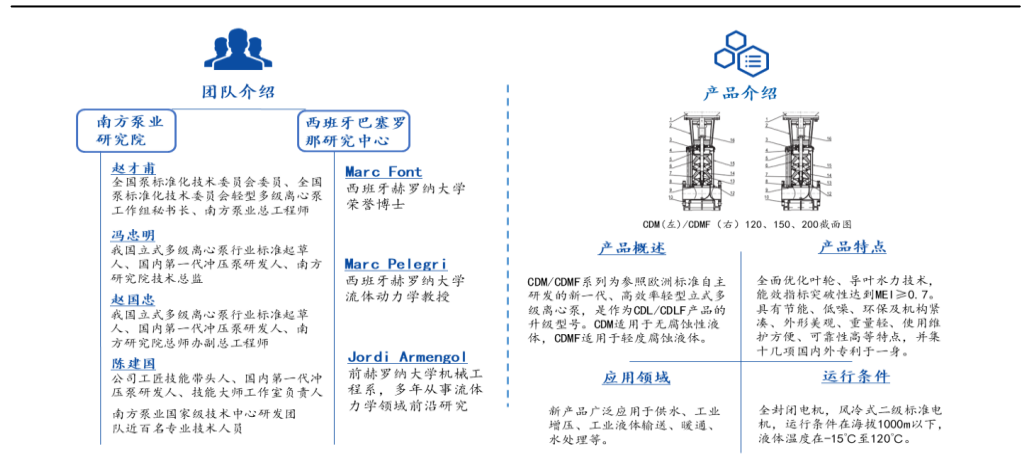 团队介绍
南方泵业
研究院
赵才甫
全国泵标准化技术委员会委员、全国
泵标准化技术委员会轻型多级离心泵
工作组秘书长、南方泵业总工程师
冯忠明
我国立式多级离心泵行业标准起草
人、国内第一代冲压泵研发人、南方
研究院技术总监
赵国忠
我国立式多级离心泵行业标准起草
人、国内第一代冲压泵研发人、南
方研究院总师办副总工程师
陈建国
公司工匠技能带头人、国内第一代冲
压泵研发人、技能大师工作室负责人
南方泵业国家级技术中心研发团
队近百名专业技术人员
西班牙巴塞罗
那研究中心
Marc Font
西班牙赫罗纳大学
荣誉博士
Marc Pelegri
西班牙赫罗纳大学
流体动力学教授
Jordi Armengol
前赫罗纳大学机械工
程系，多年从事流体
力学领域前沿研究
产品介绍
CDM(左)/CDMF（右）120、150、200截面图
产品概述
CDM/CDMF系列为参照欧洲标准自主
研发的新一代、高效率轻型立式多
级离心泵，是作为CDL/CDLF产品的
升级型号。CDM适用于无腐蚀性液
体，CDMF适用于轻度腐蚀液体。
产品特点
全面优化叶轮、导叶水力技术，
能效指标突破性达到MEI≥0.7。
具有节能、低噪、环保及机构紧
凑、外形美观、重量轻、使用维
护方便、可靠性高等特点，并集
十几项国内外专利于一身。
应用领域
新产品广泛应用于供水、工业
增压、工业液体输送、暖通、
水处理等。
运行条件
全封闭电机，风冷式二级标准电
机，运行条件在海拔1000m以下，
液体温度在-15℃至120℃。